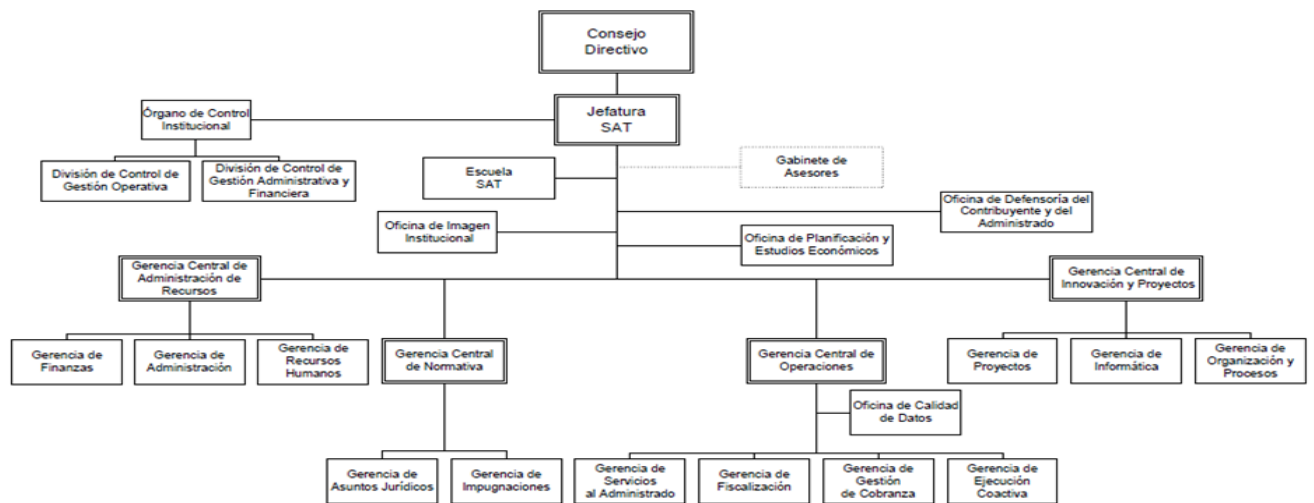 Consejo
Directivo
Jefatura
SAT
Órgano de Control
Institucional
División de Control de
Gestión Operativa
División de Control de
Gestión Administrativa y
Financiera
Escuela
SAT
Gabinete de
Asesores
Oficina de Defensoría del
Contribuyente y del
Administrado
Oficina de Imagen
Institucional
Oficina de Planificación y
Estudios Económicos
Gerencia Central de
Administración de
Recursos
Gerencia Central de
Innovación y Proyectos
Gerencia de
Finanzas
Gerencia de
Administración
Gerencia de
Recursos
Humanos
Gerencia Central
de Normativa
Gerencia Central de
Operaciones
Gerencia de
Proyectos
Gerencia de
Informática
Gerencia de
Organización y
Procesos
Oficina de Calidad
de Datos
Gerencia de
Asuntos Jurídicos
Gerencia de
Impugnaciones
Gerencia de
Servicios
al Administrado
Gerencia de
Fiscalización
Gerencia de
Gestión
de Cobranza
Gerencia de
Ejecución
Coactiva